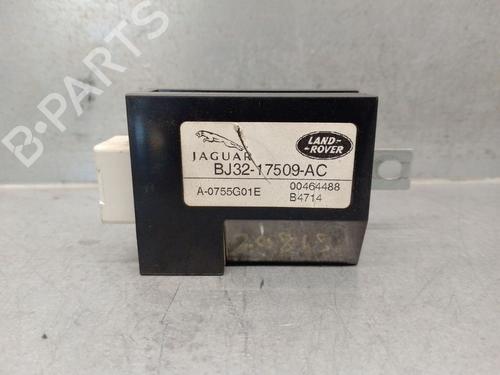 B-PARTS
JAGUAR
LAND-
-ROVER
BJ32-17509-AC
A-0755G01E
00464488
B4714